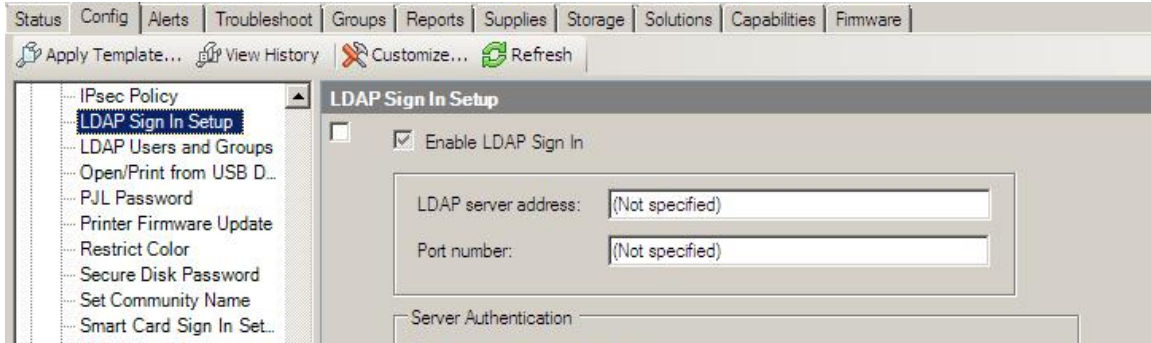 Status Config Alerts Troubleshoot Groups Reports Supplies Storage Solutions Capabilities Firmware
Apply Template... View History Customize... Refresh
IPsec Policy
LDAP Sign In Setup
LDAP Users and Groups
Open/Print from USB D...
PJL Password
Printer Firmware Update
Restrict Color
Secure Disk Password
Set Community Name
Smart Card Sign In Set...
LDAP Sign In Setup
Enable LDAP Sign In
LDAP server address: (Not specified)
Port number: (Not specified)
Server Authentication